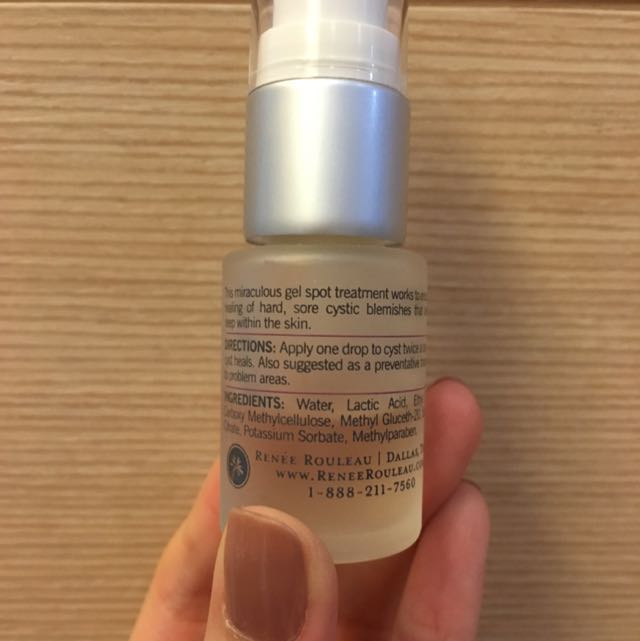 This miraculous gel spot treatment works to
healing of hard, sore cystic blemishes that
deep within the skin.
DIRECTIONS: Apply one drop to cyst twice a
heals. Also suggested as a preventative
to problem areas.
INGREDIENTS: Water, Lactic Acid,
Carboxy Methylcellulose, Methyl Gluceth-20,
Citrate, Potassium Sorbate, Methylparaben.
RENÉE ROULEAU | DALLAS,
WWW.RENEEROULEAU.CO
1-888-211-7560